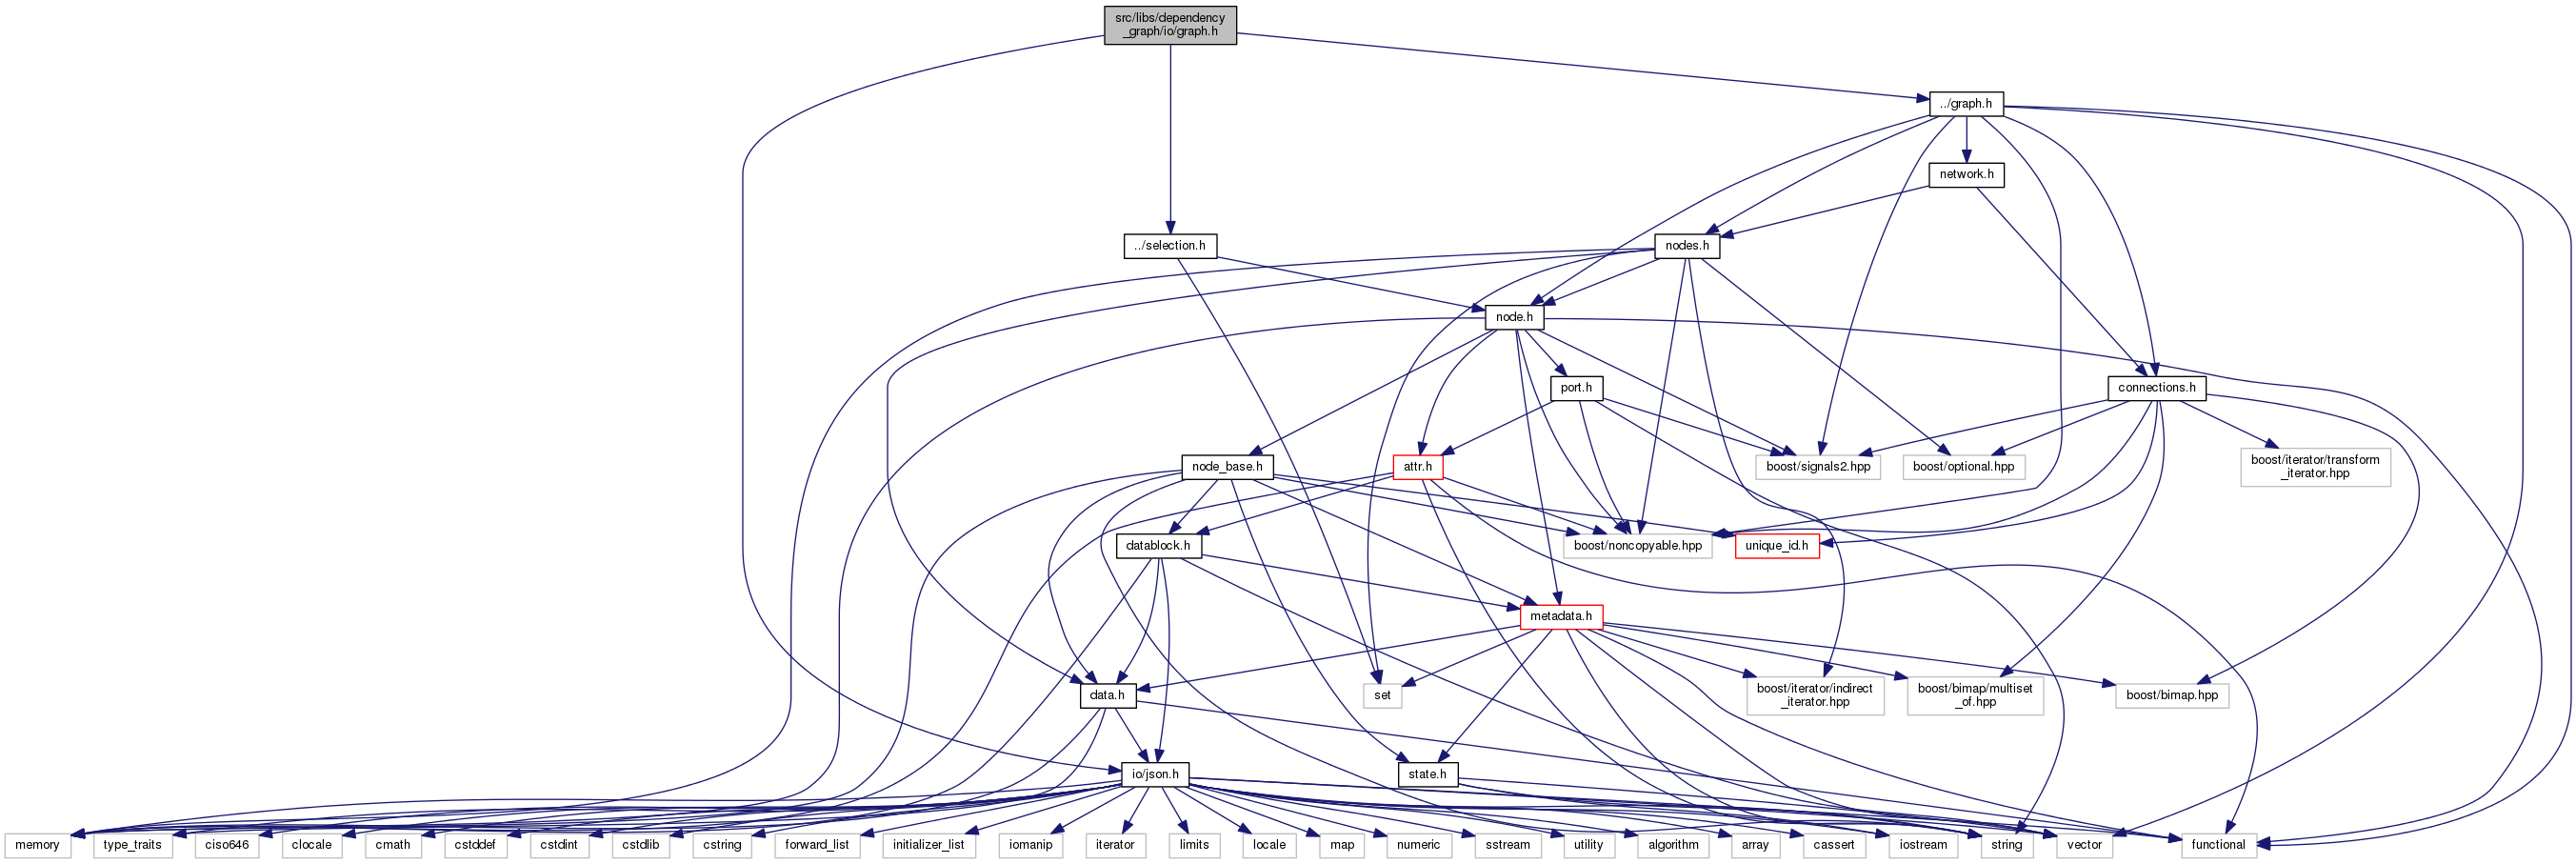 src/libs/dependency
_graph/io/graph.h
../graph.h
network.h
../selection.h
nodes.h
node.h
port.h
connections.h
node_base.h
attr.h
boost/signals2.hpp
boost/optional.hpp
boost/iterator/transform
_iterator.hpp
datablock.h
boost/noncopyable.hpp
unique_id.h
metadata.h
data.h
set
boost/iterator/indirect
_iterator.hpp
boost/bimap/multiset
_of.hpp
boost/bimap.hpp
io/json.h
state.h
memory
type_traits
ciso646
clocale
cmath
cstddef
cstdint
cstdlib
cstring
forward_list
initializer_list
iomanip
iterator
limits
locale
map
numeric
sstream
utility
algorithm
array
cassert
iostream
string
vector
functional